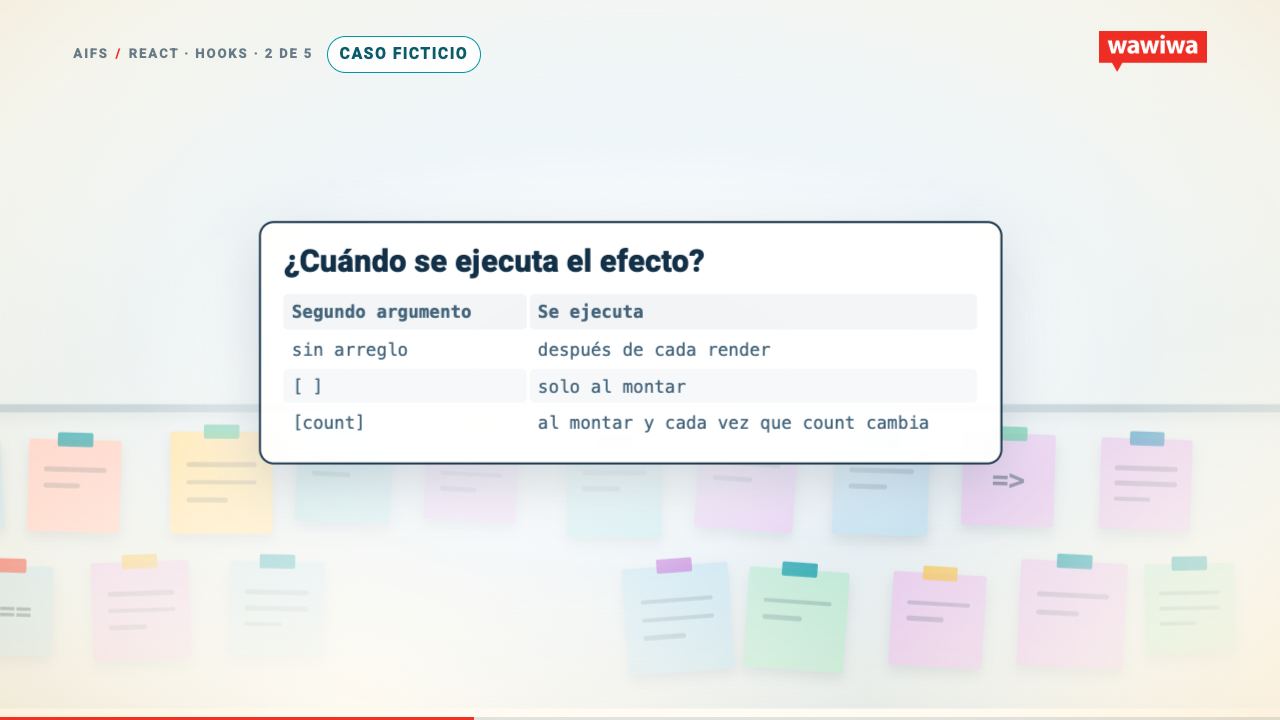 AIFS / REACT · HOOKS · 2 DE 5 CASO FICTICIO
wawiwa
¿Cuándo se ejecuta el efecto?
Segundo argumento Se ejecuta
sin arreglo después de cada render
[ ] solo al montar
[count] al montar y cada vez que count cambia
=>
==